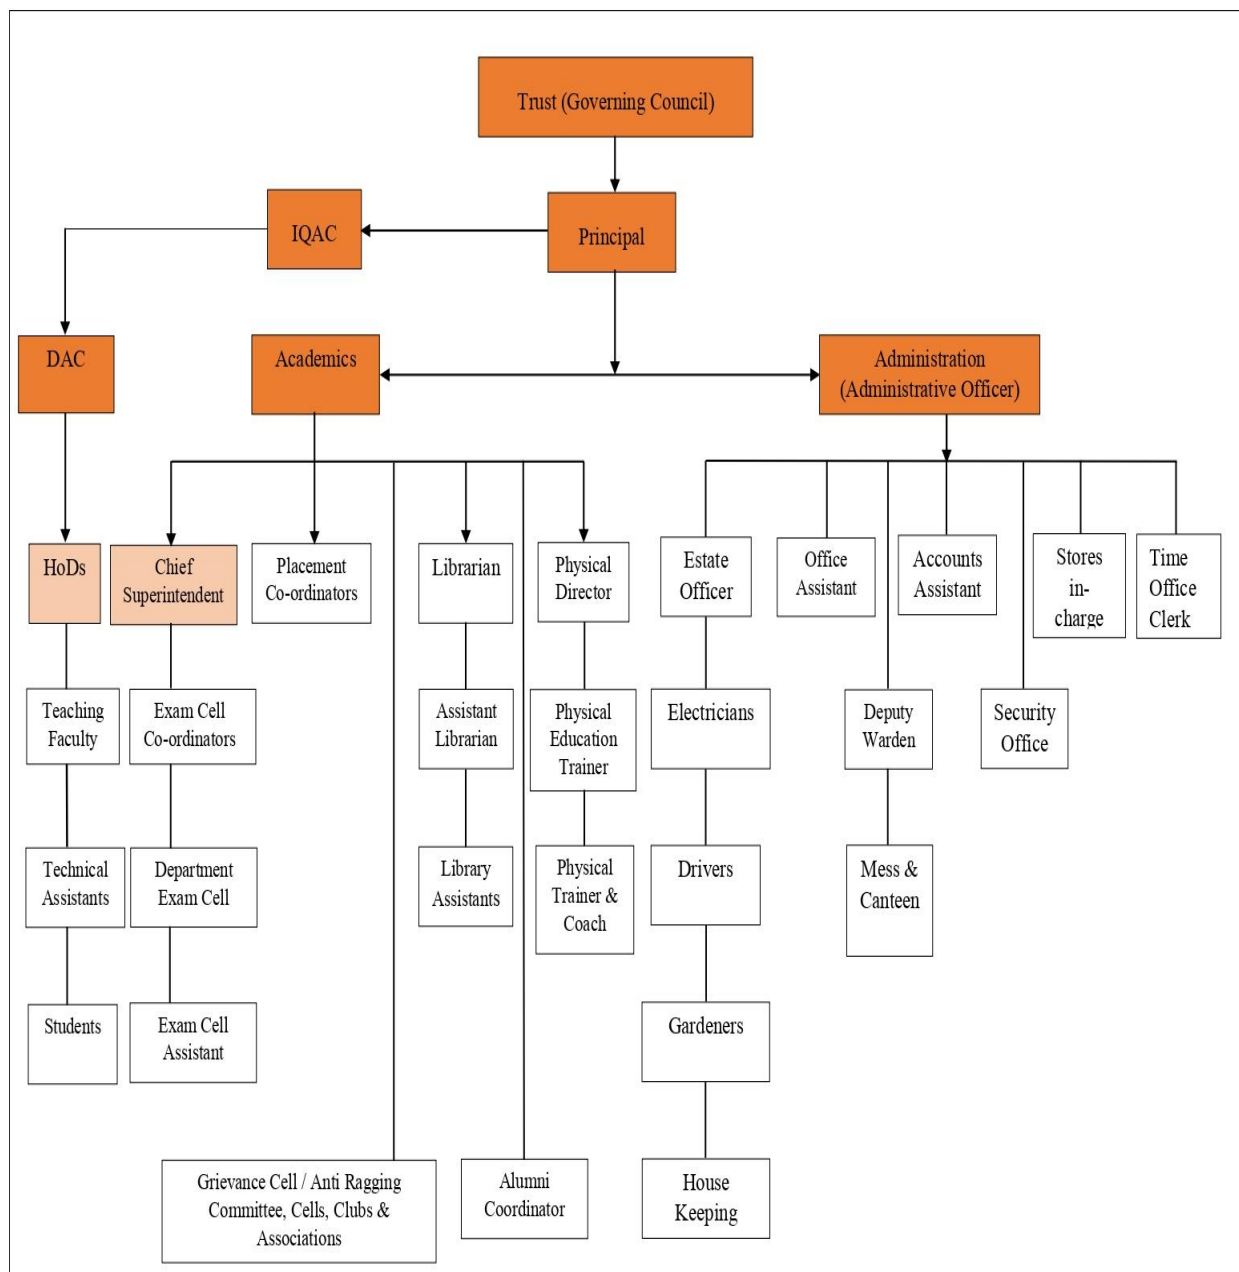 Trust (Governing Council)
IQAC
Principal
DAC
Academics
Administration
(Administrative Officer)
HoDs
Chief
Superintendent
Placement
Co-ordinators
Librarian
Physical
Director
Estate
Officer
Office
Assistant
Accounts
Assistant
Stores
in-
charge
Time
Office
Clerk
Teaching
Faculty
Exam Cell
Co-ordinators
Assistant
Librarian
Physical
Education
Trainer
Electricians
Deputy
Warden
Security
Office
Technical
Assistants
Department
Exam Cell
Library
Assistants
Physical
Trainer &
Coach
Drivers
Mess &
Canteen
Students
Exam Cell
Assistant
Gardeners
Grievance Cell / Anti Ragging
Committee, Cells, Clubs &
Associations
Alumni
Coordinator
House
Keeping